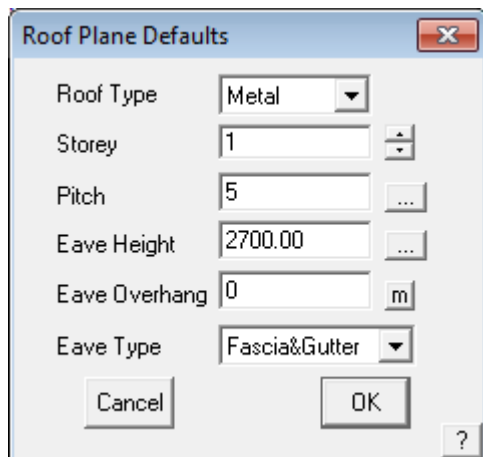 Roof Plane Defaults
Roof Type Metal
Storey 1
Pitch 5 ...
Eave Height 2700.00 ...
Eave Overhang 0 m
Eave Type Fascia&Gutter
Cancel OK
?